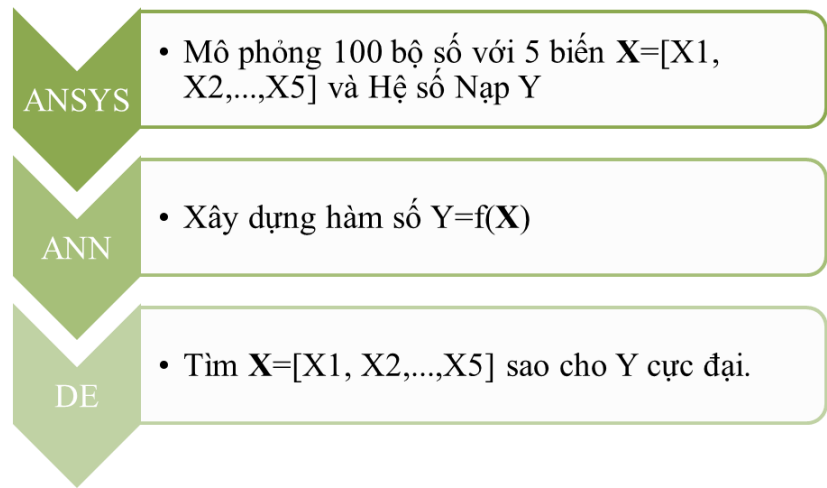 ANSYS
• Mô phỏng 100 bộ số với 5 biến X=[X1,
X2,...,X5] và Hệ số Nạp Y
ANN
• Xây dựng hàm số Y=f(X)
DE
• Tìm X=[X1, X2,...,X5] sao cho Y cực đại.